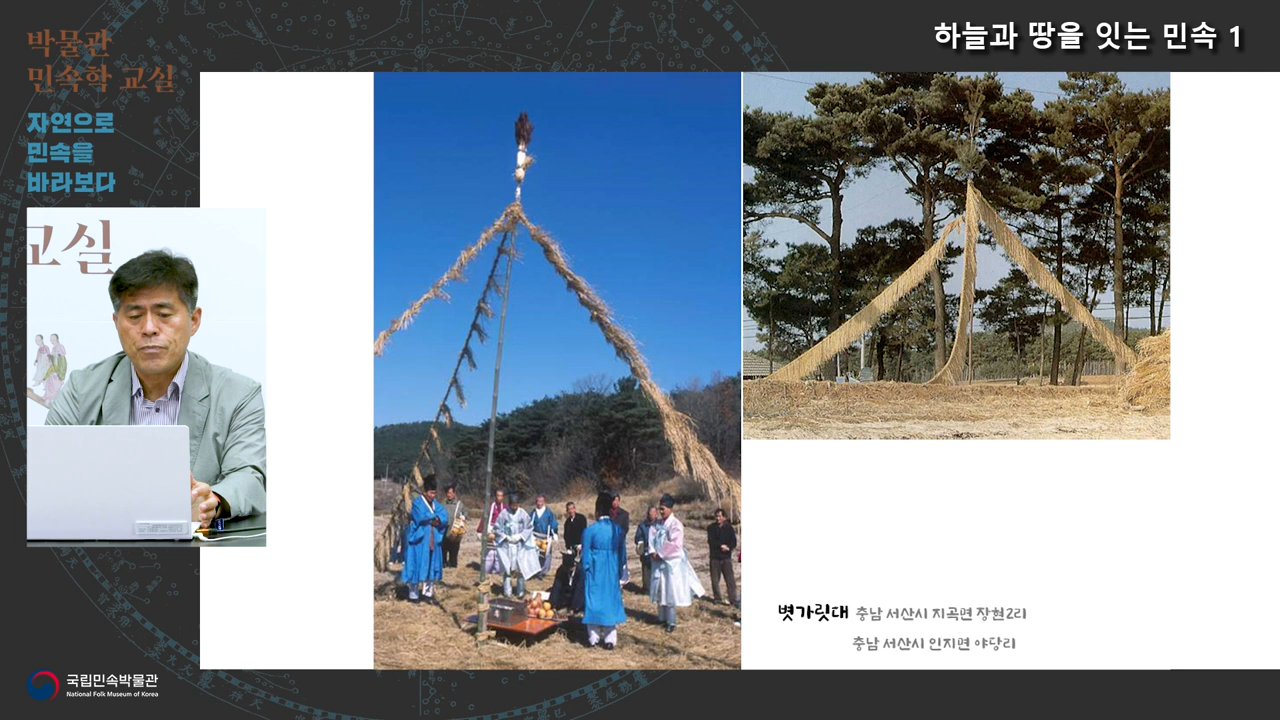 하늘과 땅을 잇는 민속 1
박물관
민속학 교실
자연으로
민속을
바라보다
교실
볏가릿대 충남 서산시 지곡면 장현2리
충남 서산시 인지면 야당리
국립민속박물관
National Folk Museum of Korea